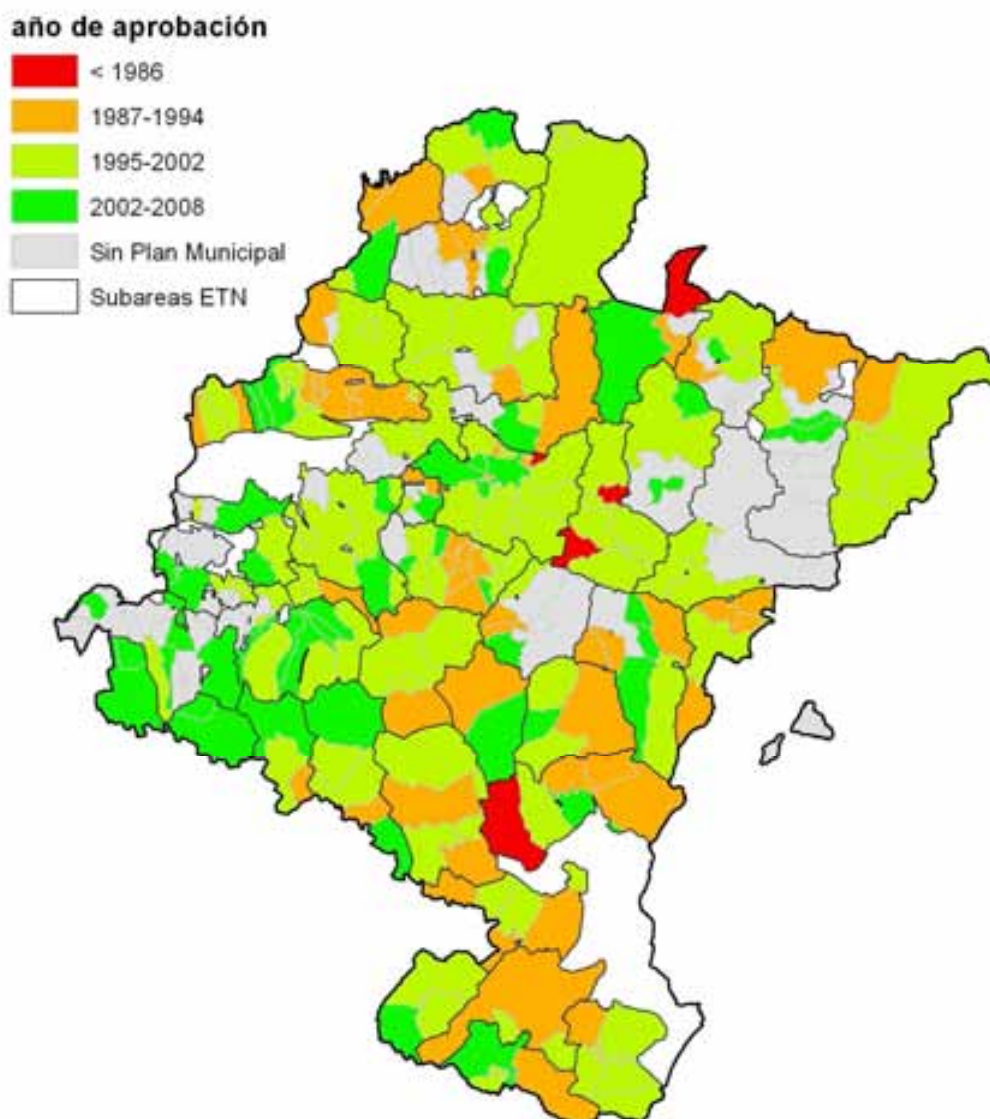 año de aprobación
< 1986
1987-1994
1995-2002
2002-2008
Sin Plan Municipal
Subareas ETN